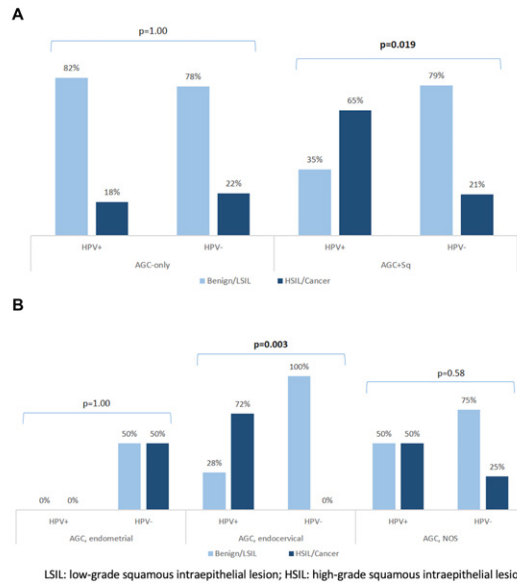 A
p=1.00
p=0.019
82%
78%
79%
65%
35%
18%
22%
21%
HPV+
HPV-
HPV+
HPV-
AGC-only
AGC+Sq
Benign/LSIL
HSIL/Cancer
B
p=0.003
p=1.00
p=0.58
100%
72%
75%
50%
50%
50%
50%
28%
25%
0%
0%
0%
HPV+
HPV-
HPV+
HPV-
HPV+
HPV-
AGC, endometrial
AGC, endocervical
AGC, NOS
Benign/LSIL
HSIL/Cancer
LSIL: low-grade squamous intraepithelial lesion; HSIL: high-grade squamous intraepithelial lesio